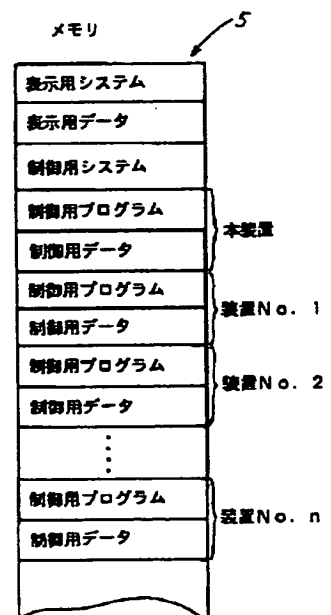 メモリ
5
表示用システム
表示用データ
制御用システム
制御用プログラム
制御用データ
本装置
制御用プログラム
制御用データ
装置No. 1
制御用プログラム
制御用データ
装置No. 2
制御用プログラム
制御用データ
装置No. n